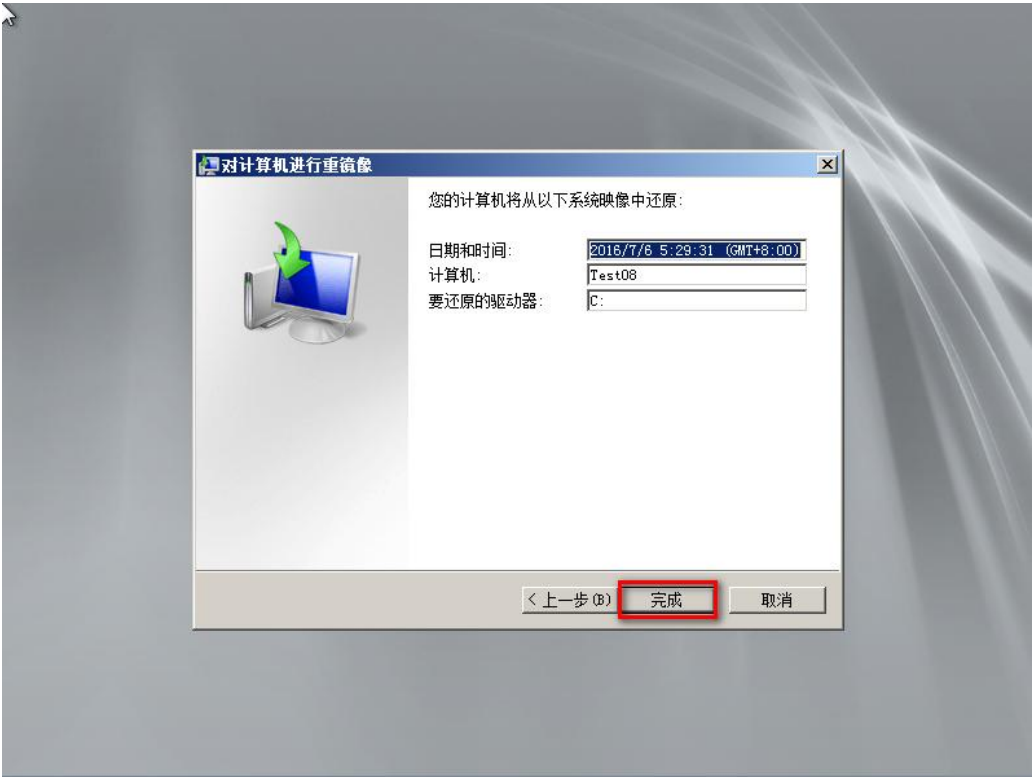 对计算机进行重镜像
您的计算机将从以下系统映像中还原:
日期和时间: 2016/7/6 5:29:31 (GMT+8:00)
计算机: Test08
要还原的驱动器: C:
< 上一步(B) 完成 取消